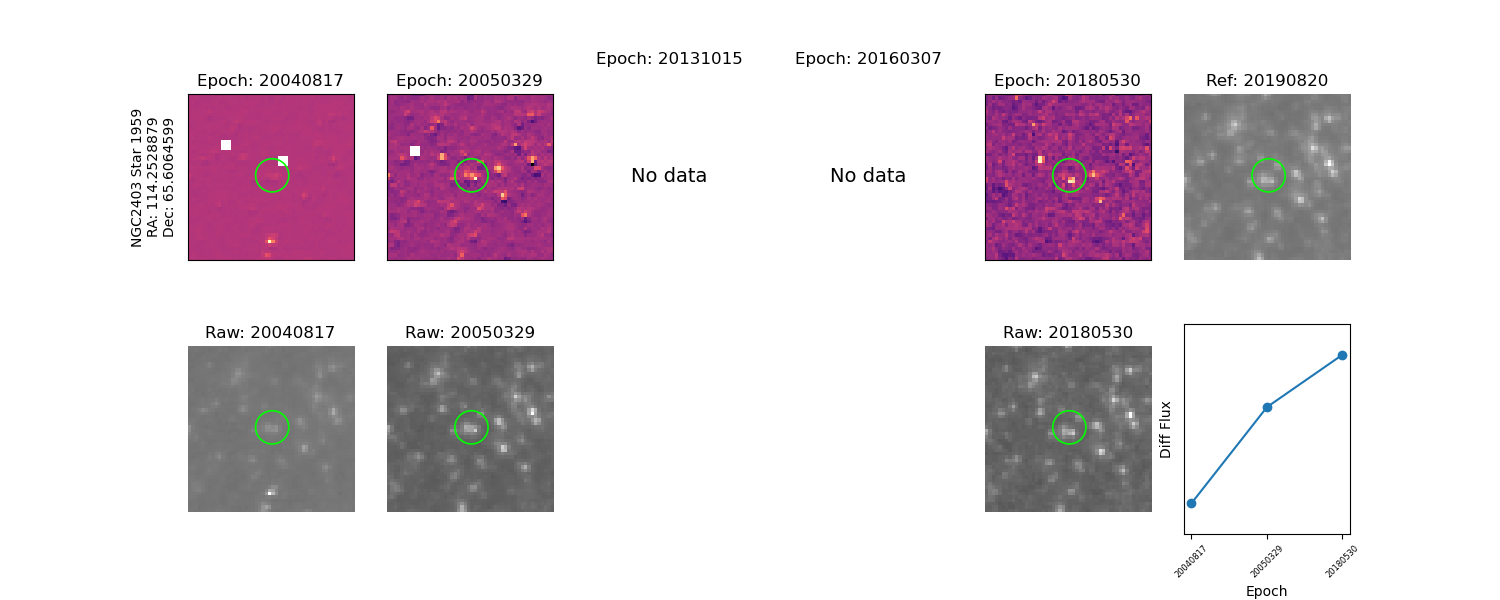 Epoch: 20040817
Epoch: 20050329
Epoch: 20131015
Epoch: 20160307
Epoch: 20180530
Ref: 20190820
NGC2403 Star 1959
RA: 114.2528879
Dec: 65.6064599
No data
No data
Raw: 20040817
Raw: 20050329
Raw: 20180530
Diff Flux
20040817
20050329
20180530
Epoch